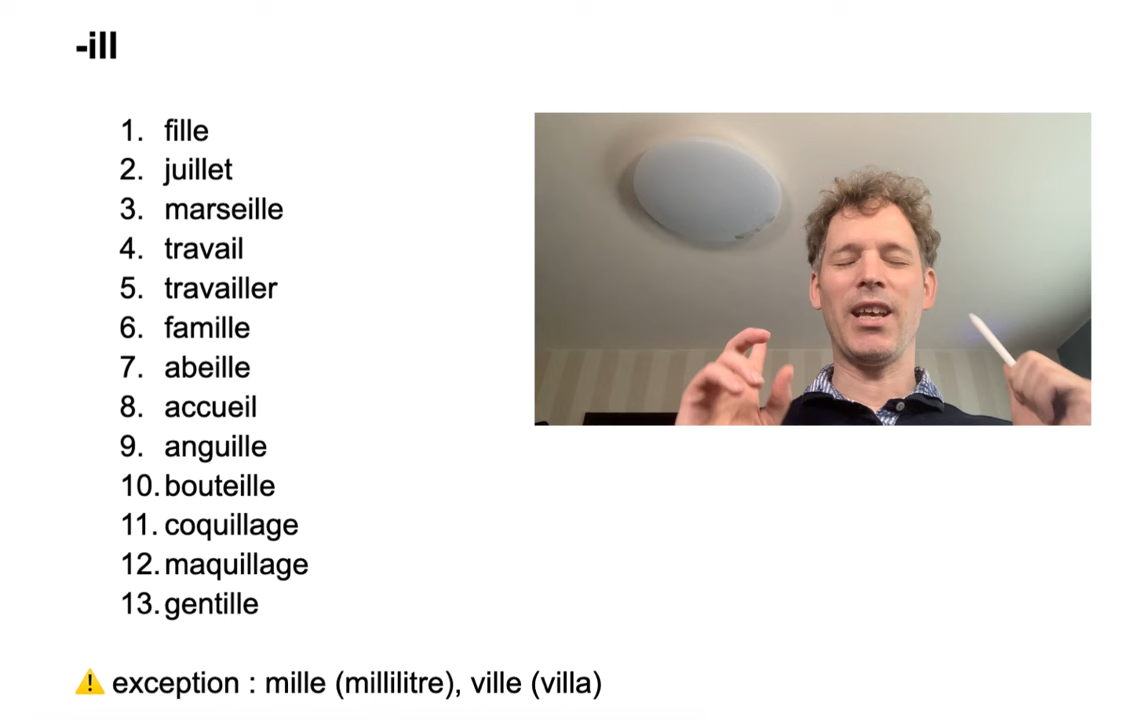 -ill
1. fille
2. juillet
3. marseille
4. travail
5. travailler
6. famille
7. abeille
8. accueil
9. anguille
10. bouteille
11. coquillage
12. maquillage
13. gentille
⚠️ exception : mille (millilitre), ville (villa)